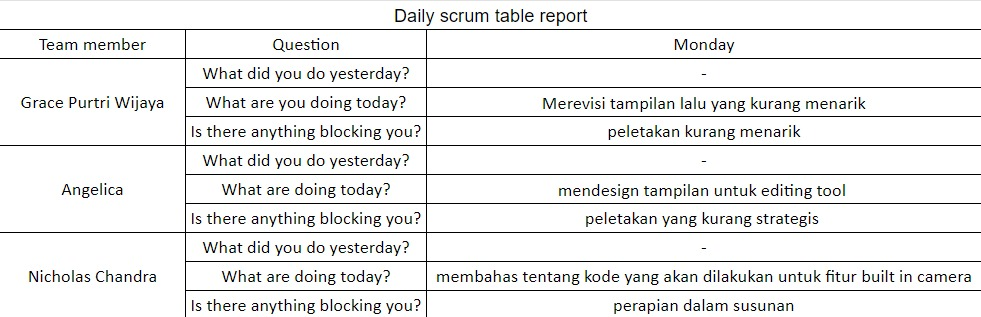 Daily scrum table report
Team member Question Monday
Grace Purtri Wijaya
What did you do yesterday? -
What are you doing today? Merevisi tampilan lalu yang kurang menarik
Is there anything blocking you? peletakan kurang menarik
Angelica
What did you do yesterday? -
What are doing today? mendesign tampilan untuk editing tool
Is there anything blocking you? peletakan yang kurang strategis
Nicholas Chandra
What did you do yesterday? -
What are doing today? membahas tentang kode yang akan dilakukan untuk fitur built in camera
Is there anything blocking you? perapian dalam susunan